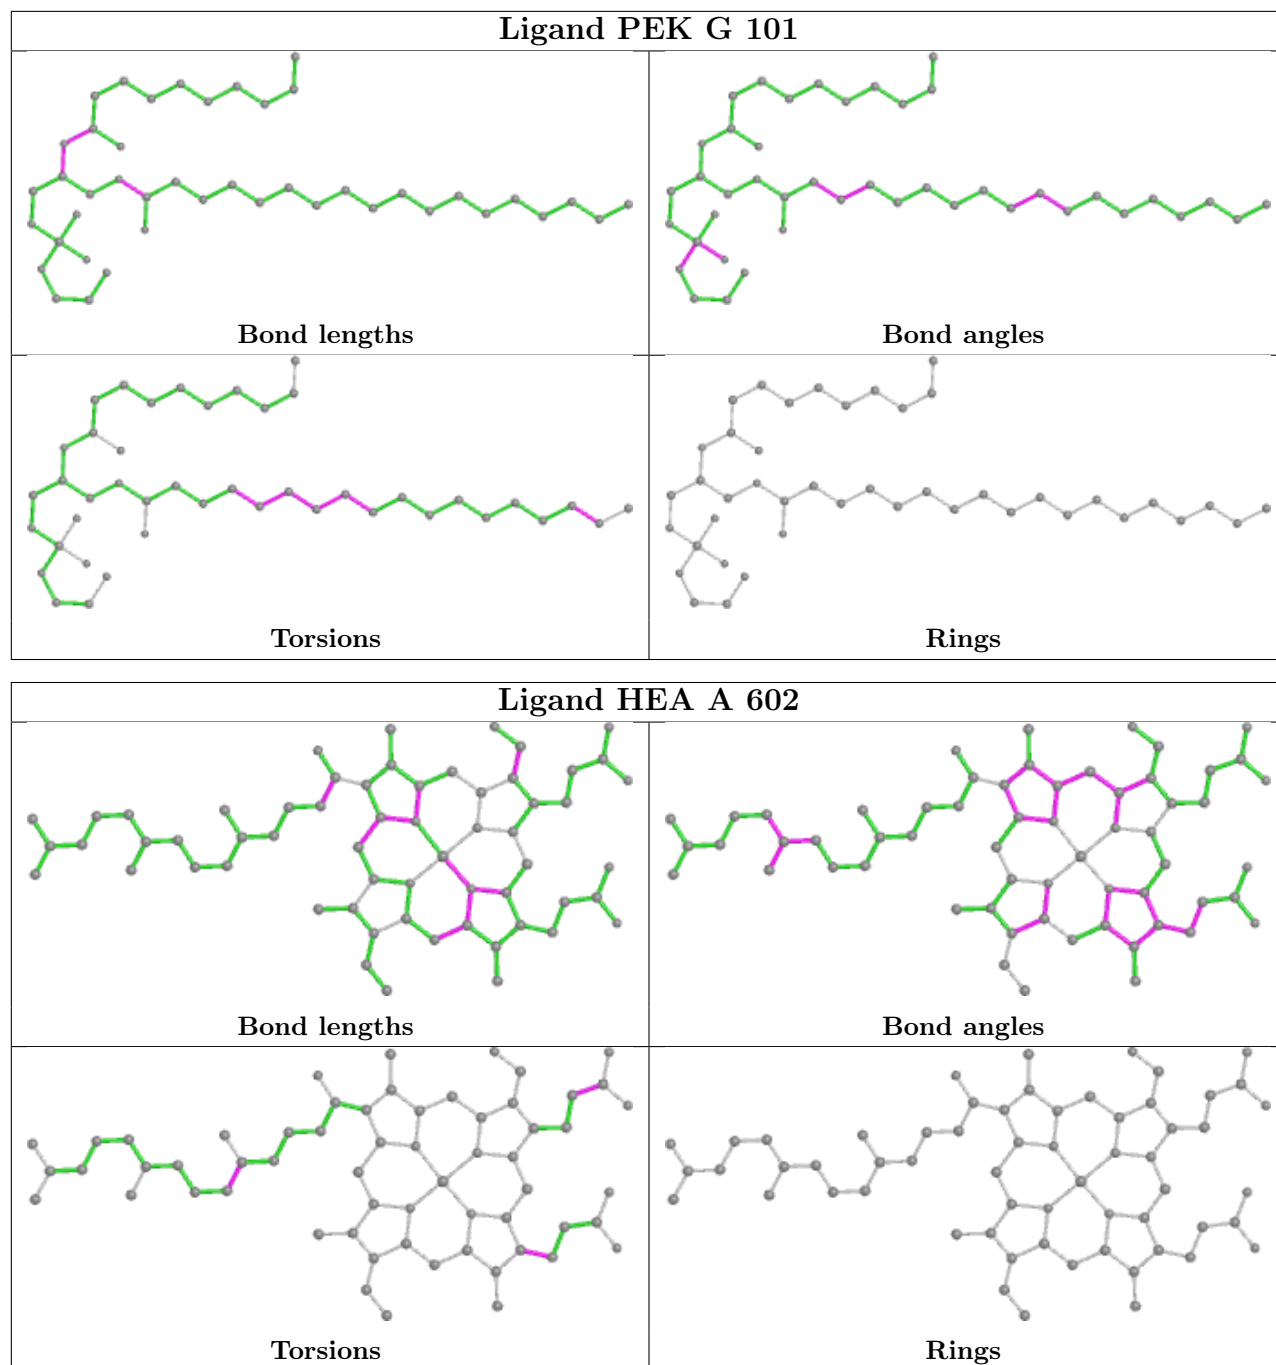 Ligand PEK G 101
Bond lengths
Bond angles
Torsions
Rings
Ligand HEA A 602
Bond lengths
Bond angles
Torsions
Rings